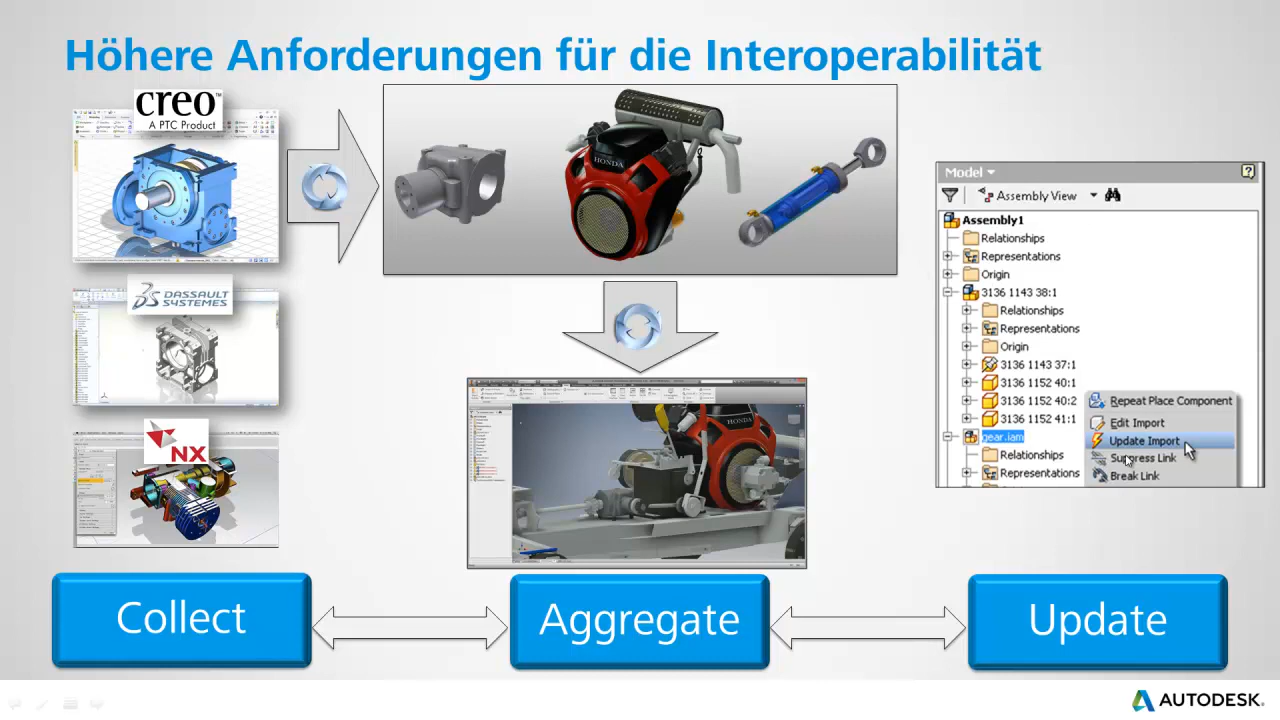 Höhere Anforderungen für die Interoperabilität
creo™
A PTC Product
DASSAULT
SYSTEMES
NX
HONDA
HONDA
Model
Assembly View
Assembly1
Relationships
Representations
Origin
3136 1143 38:1
Relationships
Representations
Origin
3136 1143 37:1
3136 1152 40:1
3136 1152 40:2
3136 1152 41:1
gear.iam
Relationships
Representations
Repeat Place Component
Edit Import
Update Import
Suppress Link
Break Link
Collect
Aggregate
Update
AUTODESK.